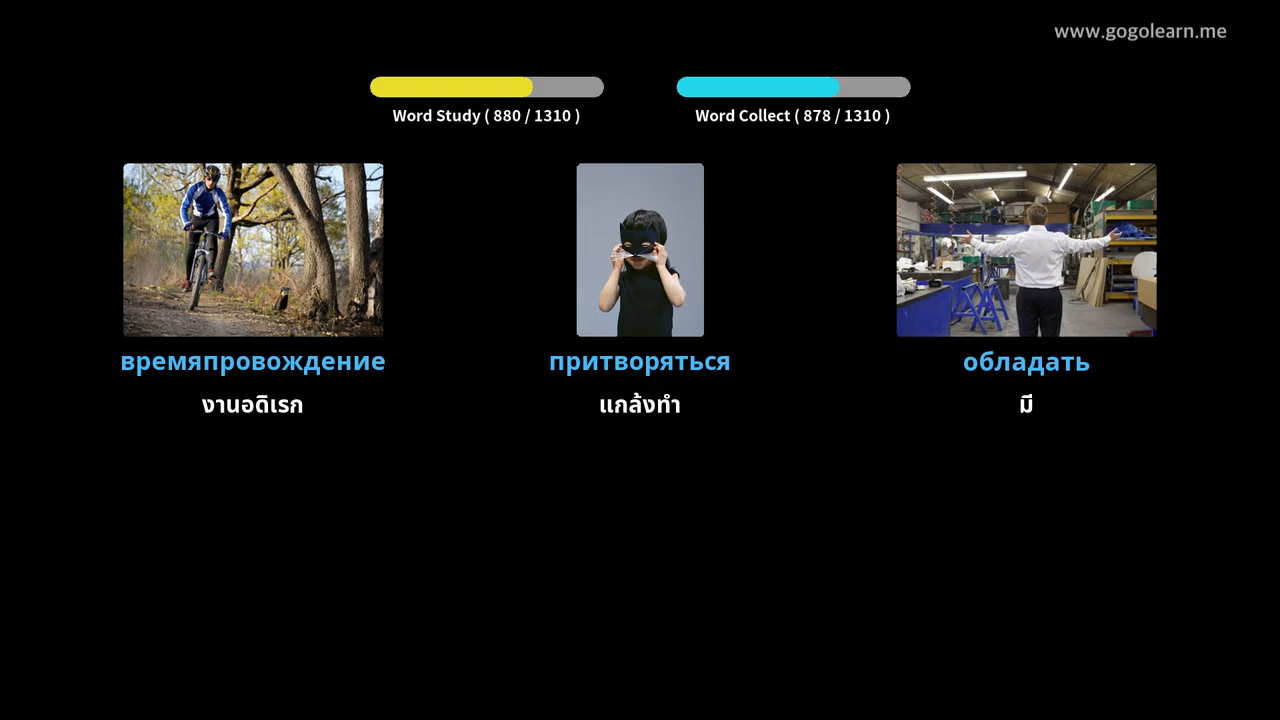 www.gogolearn.me
Word Study ( 880 / 1310 )
Word Collect ( 878 / 1310 )
времяпровождение
притворяться
обладать
งานอดิเรก
แกล้งทำ
มี